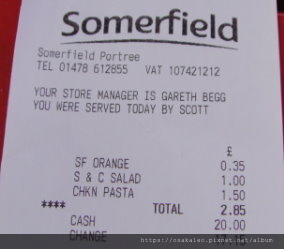 Somerfield
Somerfield Portree
TEL 01478 612855 VAT 107421212
YOUR STORE MANAGER IS GARETH BEGG
YOU WERE SERVED TODAY BY SCOTT
£
SF ORANGE 0.35
S & C SALAD 1.00
CHKN PASTA 1.50
**** TOTAL 2.85
CASH 20.00
CHANGE
https://osakaleo.pixnet.net/album